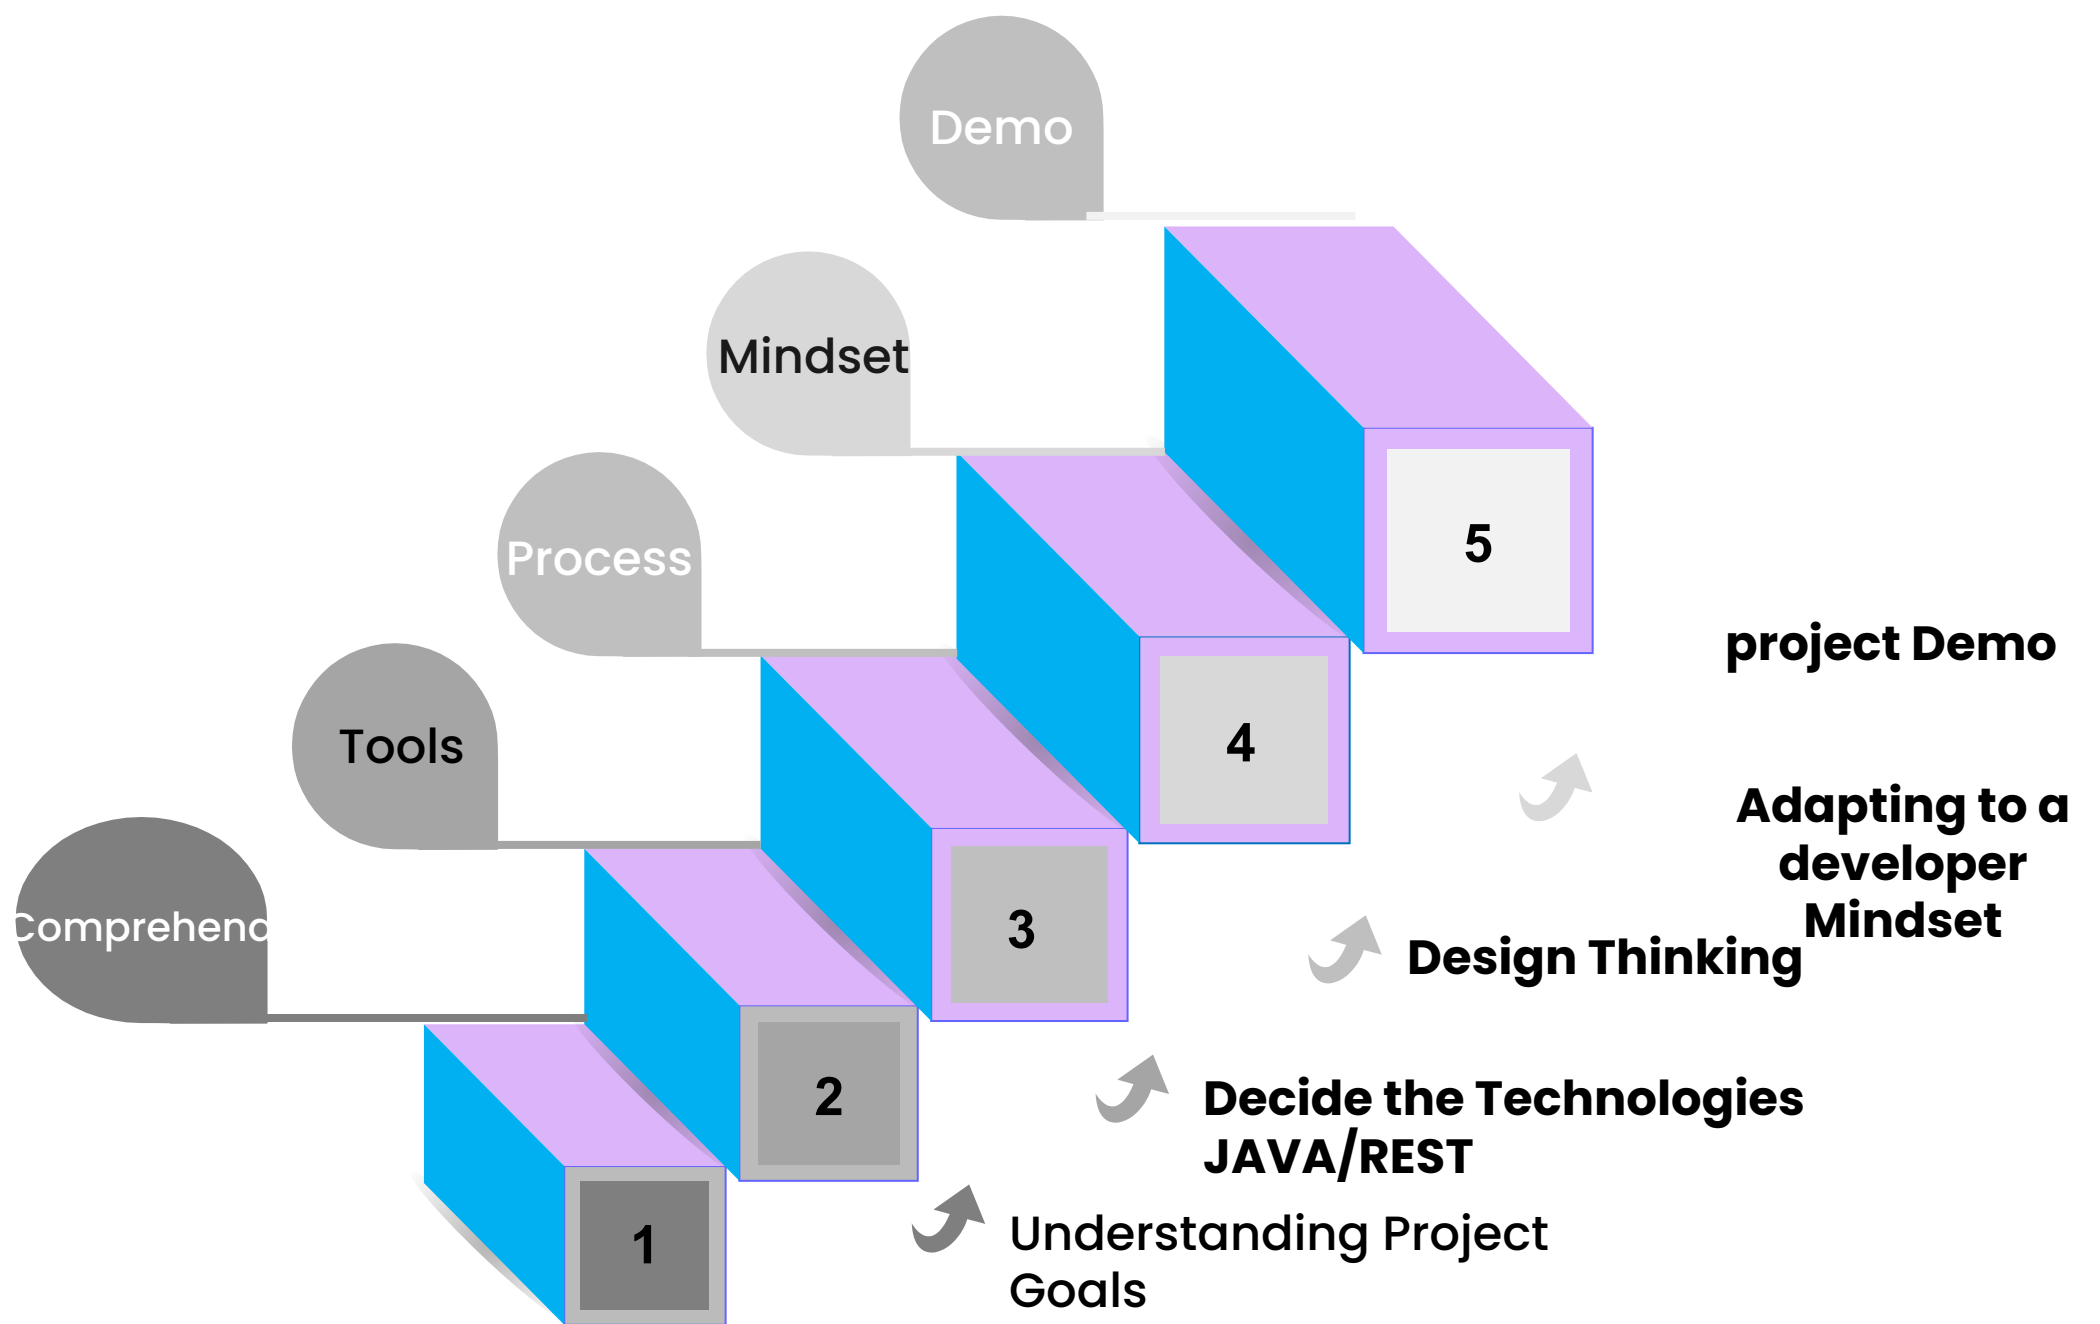 Demo
Mindset
5
Process
project Demo
4
Tools
Adapting to a
developer
Mindset
3
Comprehend
Design Thinking
2
Decide the Technologies
JAVA/REST
1
Understanding Project
Goals